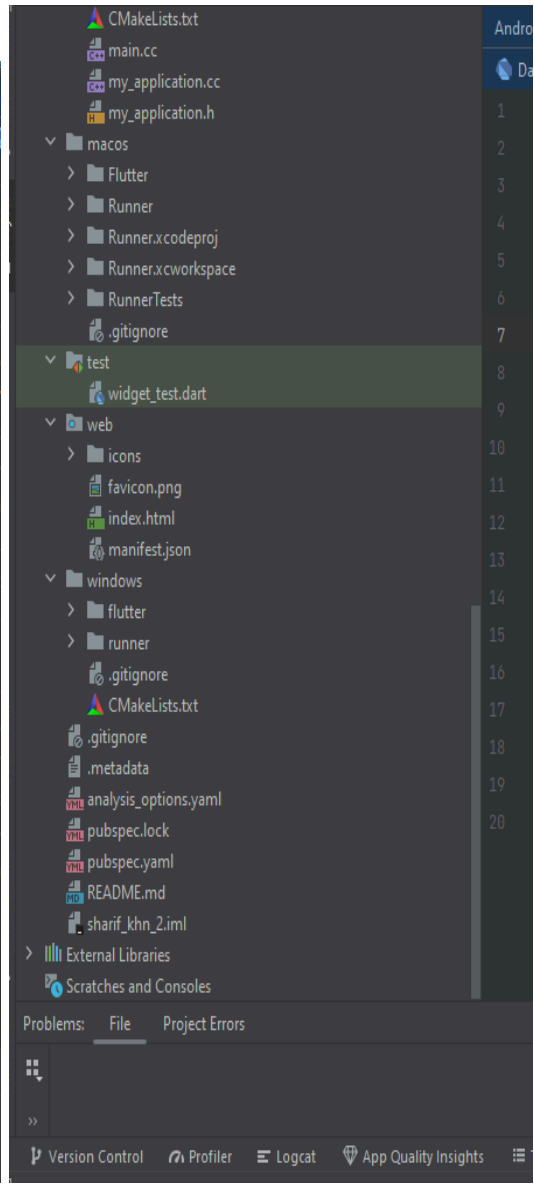 CMakeLists.txt
main.cc
my_application.cc
my_application.h
macos
Flutter
Runner
Runner.xcodeproj
Runner.xcworkspace
RunnerTests
.gitignore
test
widget_test.dart
web
icons
favicon.png
index.html
manifest.json
windows
flutter
runner
.gitignore
CMakeLists.txt
.gitignore
.metadata
analysis_options.yaml
pubspec.lock
pubspec.yaml
README.md
sharif_khn_2.iml
External Libraries
Scratches and Consoles
Andro
Da
1
2
3
4
5
6
7
8
9
10
11
12
13
14
15
16
17
18
19
20
Problems: File Project Errors
Version Control Profiler Logcat App Quality Insights